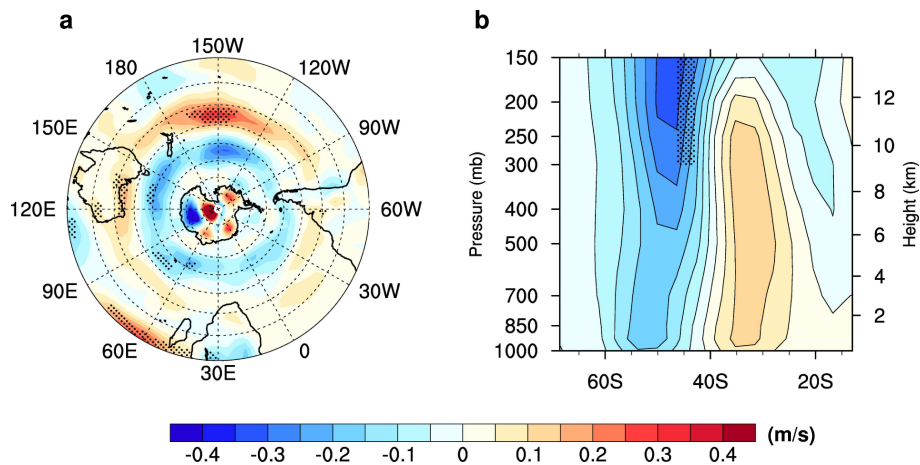 a
150W
180
120W
150E
90W
120E
60W
90E
30W
60E
0
30E
b
150
200
250
300
400
500
700
850
1000
Pressure (mb)
12
10
8
6
4
2
Height (km)
60S 40S 20S
-0.4 -0.3 -0.2 -0.1 0 0.1 0.2 0.3 0.4 (m/s)